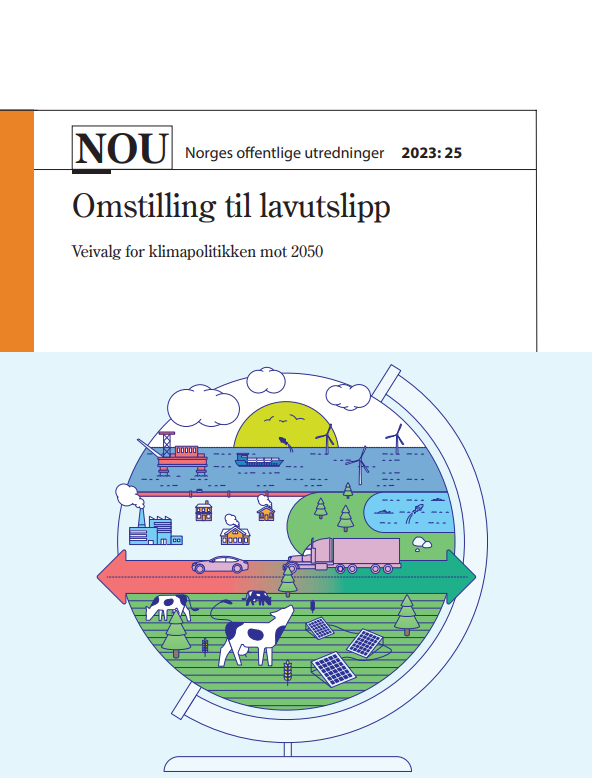 NOU Norges offentlige utredninger 2023: 25
Omstilling til lavutslipp
Veivalg for klimapolitikken mot 2050